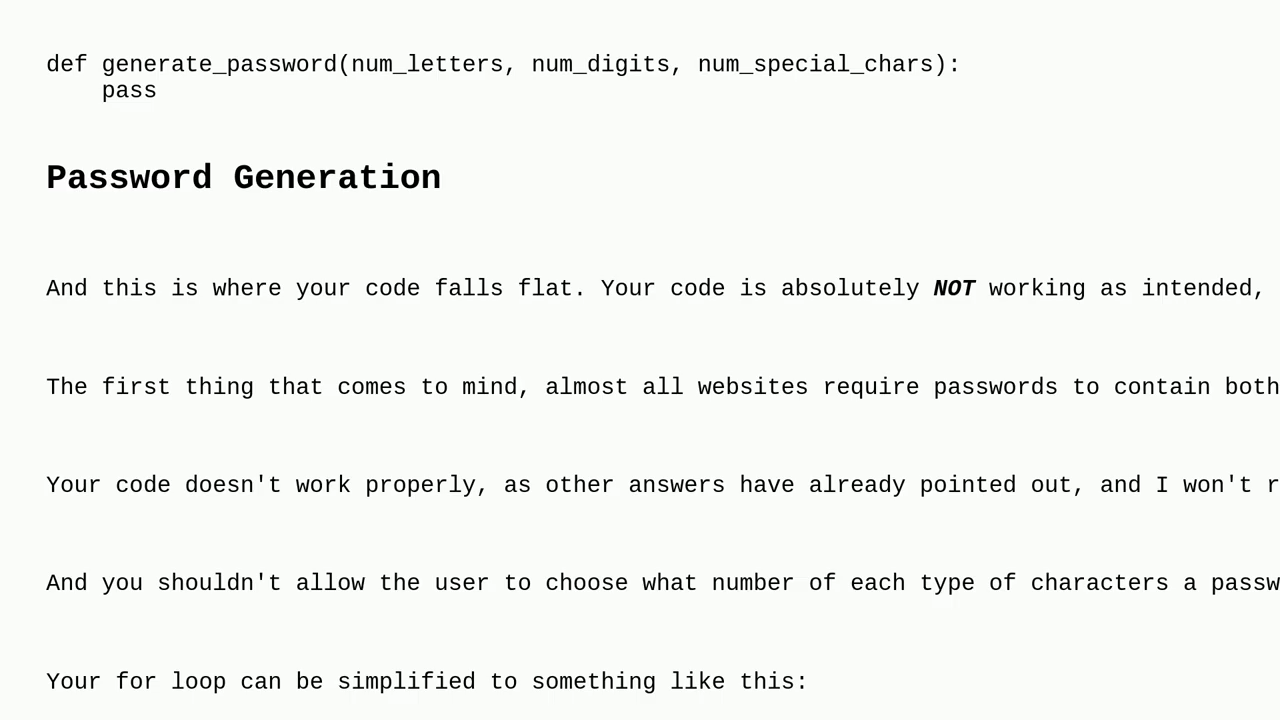 def generate_password(num_letters, num_digits, num_special_chars):
    pass
Password Generation
And this is where your code falls flat. Your code is absolutely NOT working as intended,
The first thing that comes to mind, almost all websites require passwords to contain both
Your code doesn't work properly, as other answers have already pointed out, and I won't r
And you shouldn't allow the user to choose what number of each type of characters a passw
Your for loop can be simplified to something like this: